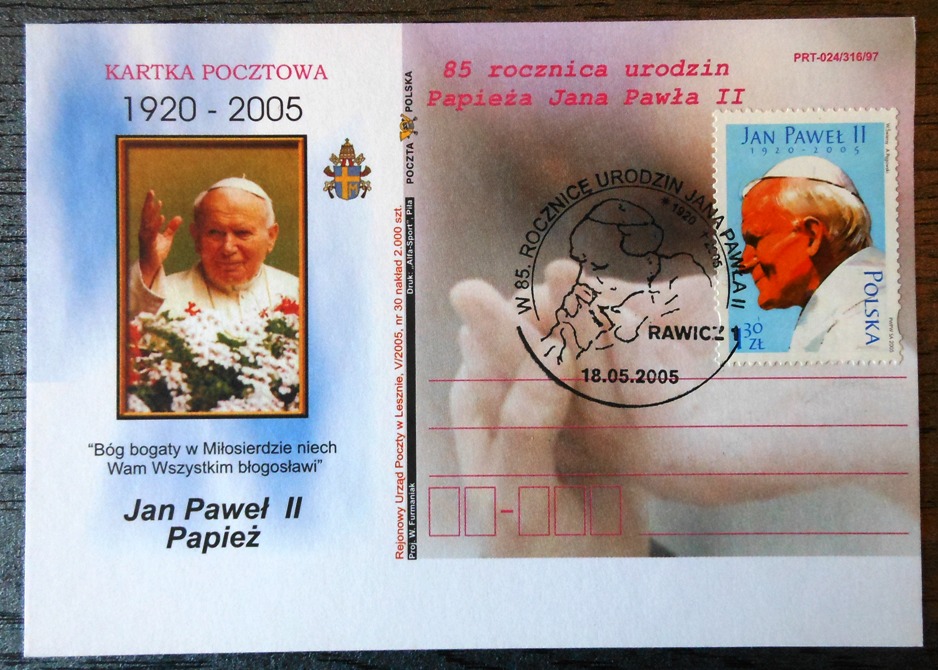 KARTKA POCZTOWA
1920 - 2005
"Bóg bogaty w Miłosierdzie niech
Wam Wszystkim błogosławi"
Jan Paweł II
Papież
Rejonowy Urząd Poczty w Lesznie. V/2005, nr 30 nakład 2.000 szt.
Proj. W. Furmaniak
Druk: „Alfa-Sport", Piła
POCZTA POLSKA
85 rocznica urodzin
Papieża Jana Pawła II
PRT-024/316/97
W 85. ROCZNICĘ URODZIN JANA PAWŁA II
* 1920 2005
RAWICZ 1
18.05.2005
JAN PAWEŁ II
1920-2005
POLSKA
130
ZŁ